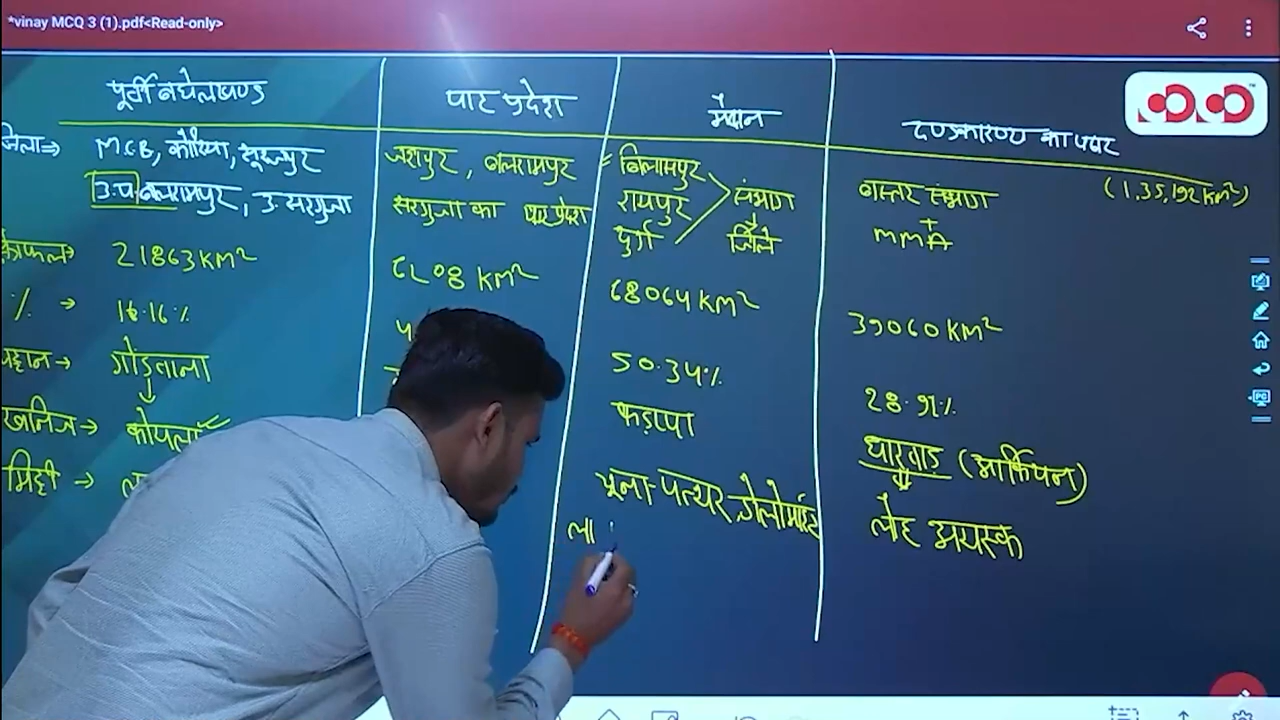 *vinay MCQ 3 (1).pdf<Read-only>
पूर्वी बघेलखण्ड
पाट प्रदेश
मैदान
दण्डकारण्य का पठार
(1,35,192 km²)
जिला⇒ M.C.B, कोरिया, सूरजपुर
उ.प बलरामपुर, उ. सरगुजा
जशपुर, बलरामपुर
सरगुजा का पाट प्रदेश
बिलासपुर
रायपुर
दुर्ग
संभाग
जिले
बस्तर संभाग
+
MMA
21863 km²
6208 km²
68064 km²
39060 km²
% → 16.16%
50.34%
28.91%
→ गोंडवाना
कड़प्पा
धारवाड़ (आर्कियन)
खनिज→ कोयला
चूना-पत्थर, डोलोमाइट
लौह अयस्क
मिट्टी →
ला